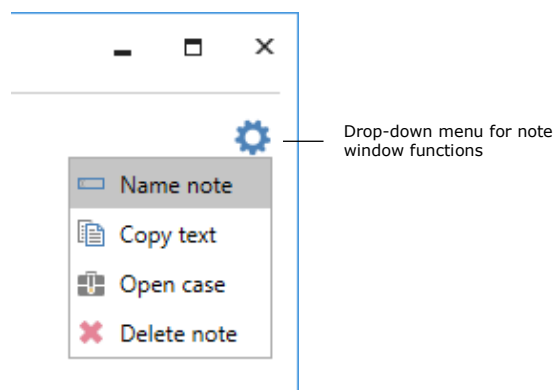 Drop-down menu for note
window functions
Name note
Copy text
Open case
Delete note